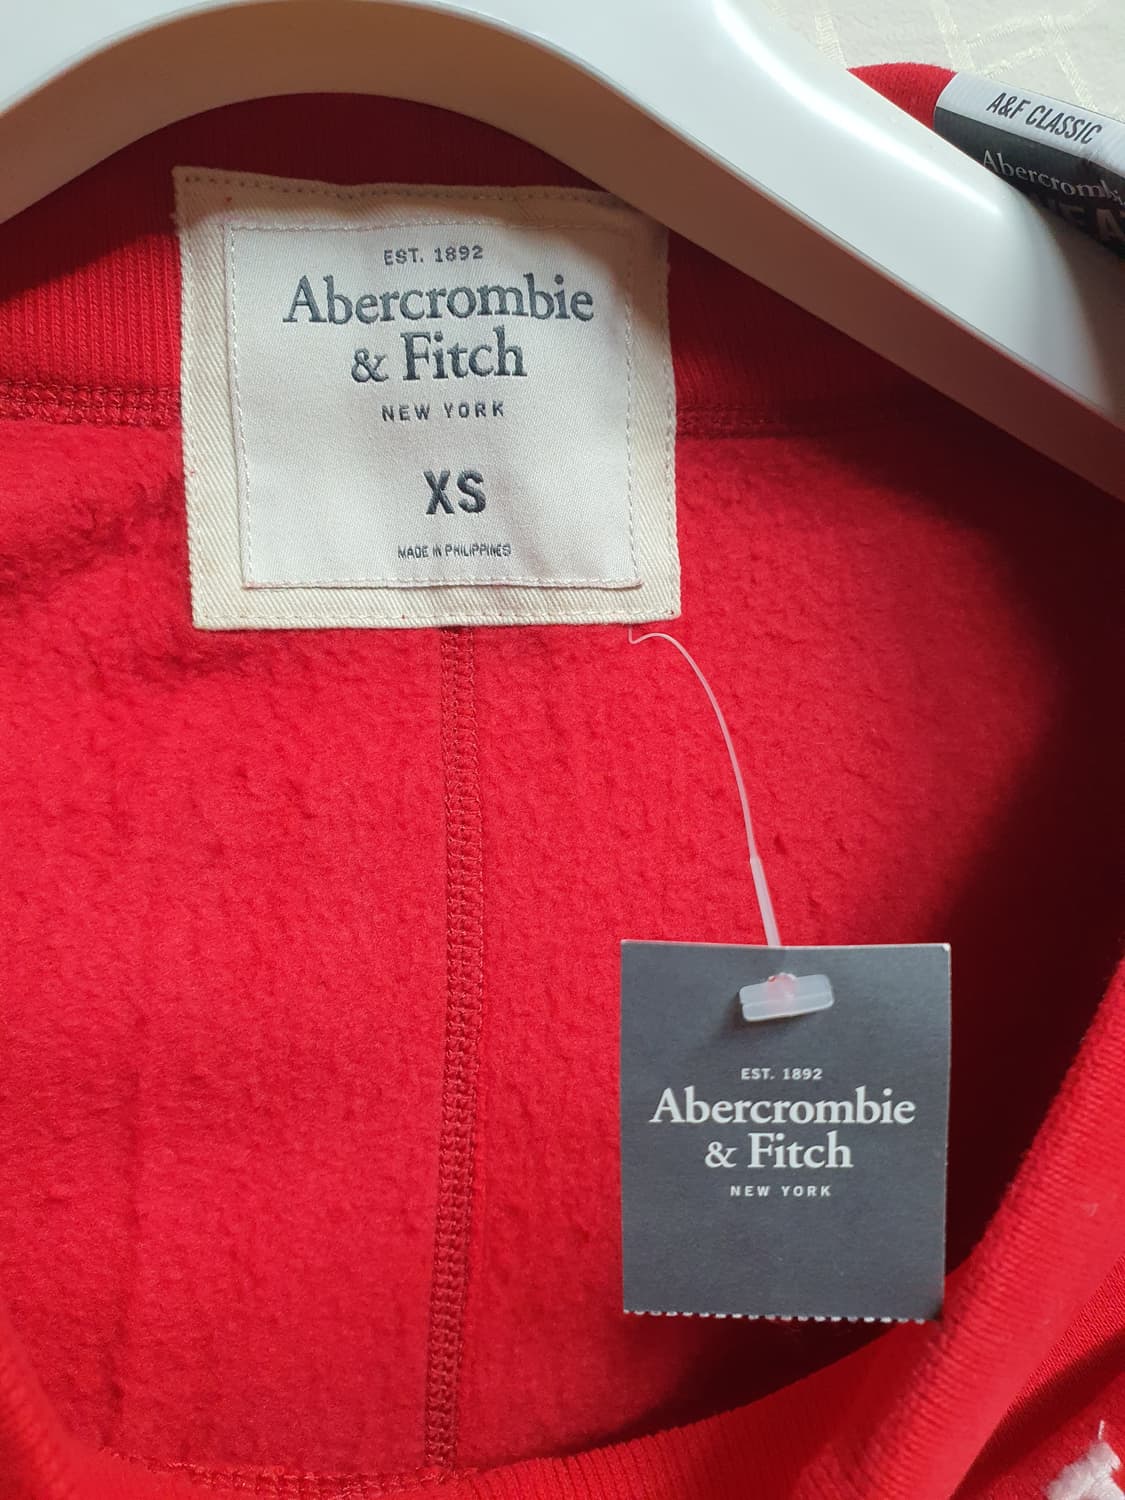 A&F CLASSIC
EST. 1892
Abercrombie
& Fitch
NEW YORK
XS
MADE IN PHILIPPINES
EST. 1892
Abercrombie
& Fitch
NEW YORK